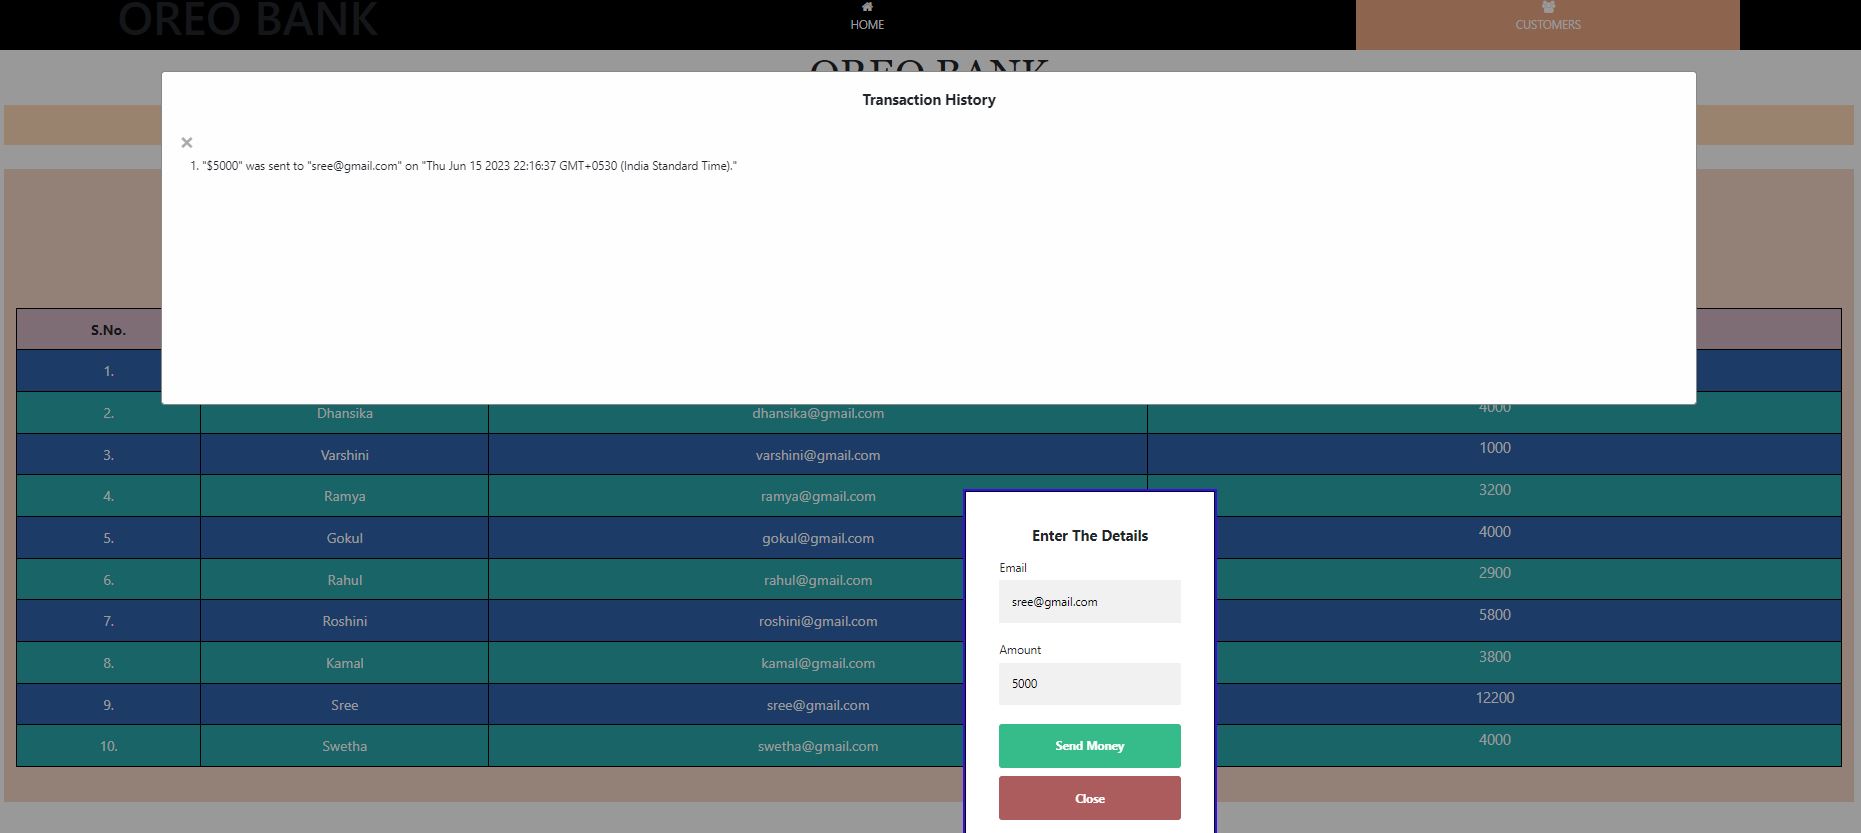 OREO BANK
HOME
CUSTOMERS
OREO BANK
Transaction History
×
1. "$5000" was sent to "sree@gmail.com" on "Thu Jun 15 2023 22:16:37 GMT+0530 (India Standard Time)."
S.No.
1.
2. Dhansika dhansika@gmail.com 4000
3. Varshini varshini@gmail.com 1000
4. Ramya ramya@gmail.com 3200
5. Gokul gokul@gmail.com 4000
6. Rahul rahul@gmail.com 2900
7. Roshini roshini@gmail.com 5800
8. Kamal kamal@gmail.com 3800
9. Sree sree@gmail.com 12200
10. Swetha swetha@gmail.com 4000
Enter The Details
Email
sree@gmail.com
Amount
5000
Send Money
Close